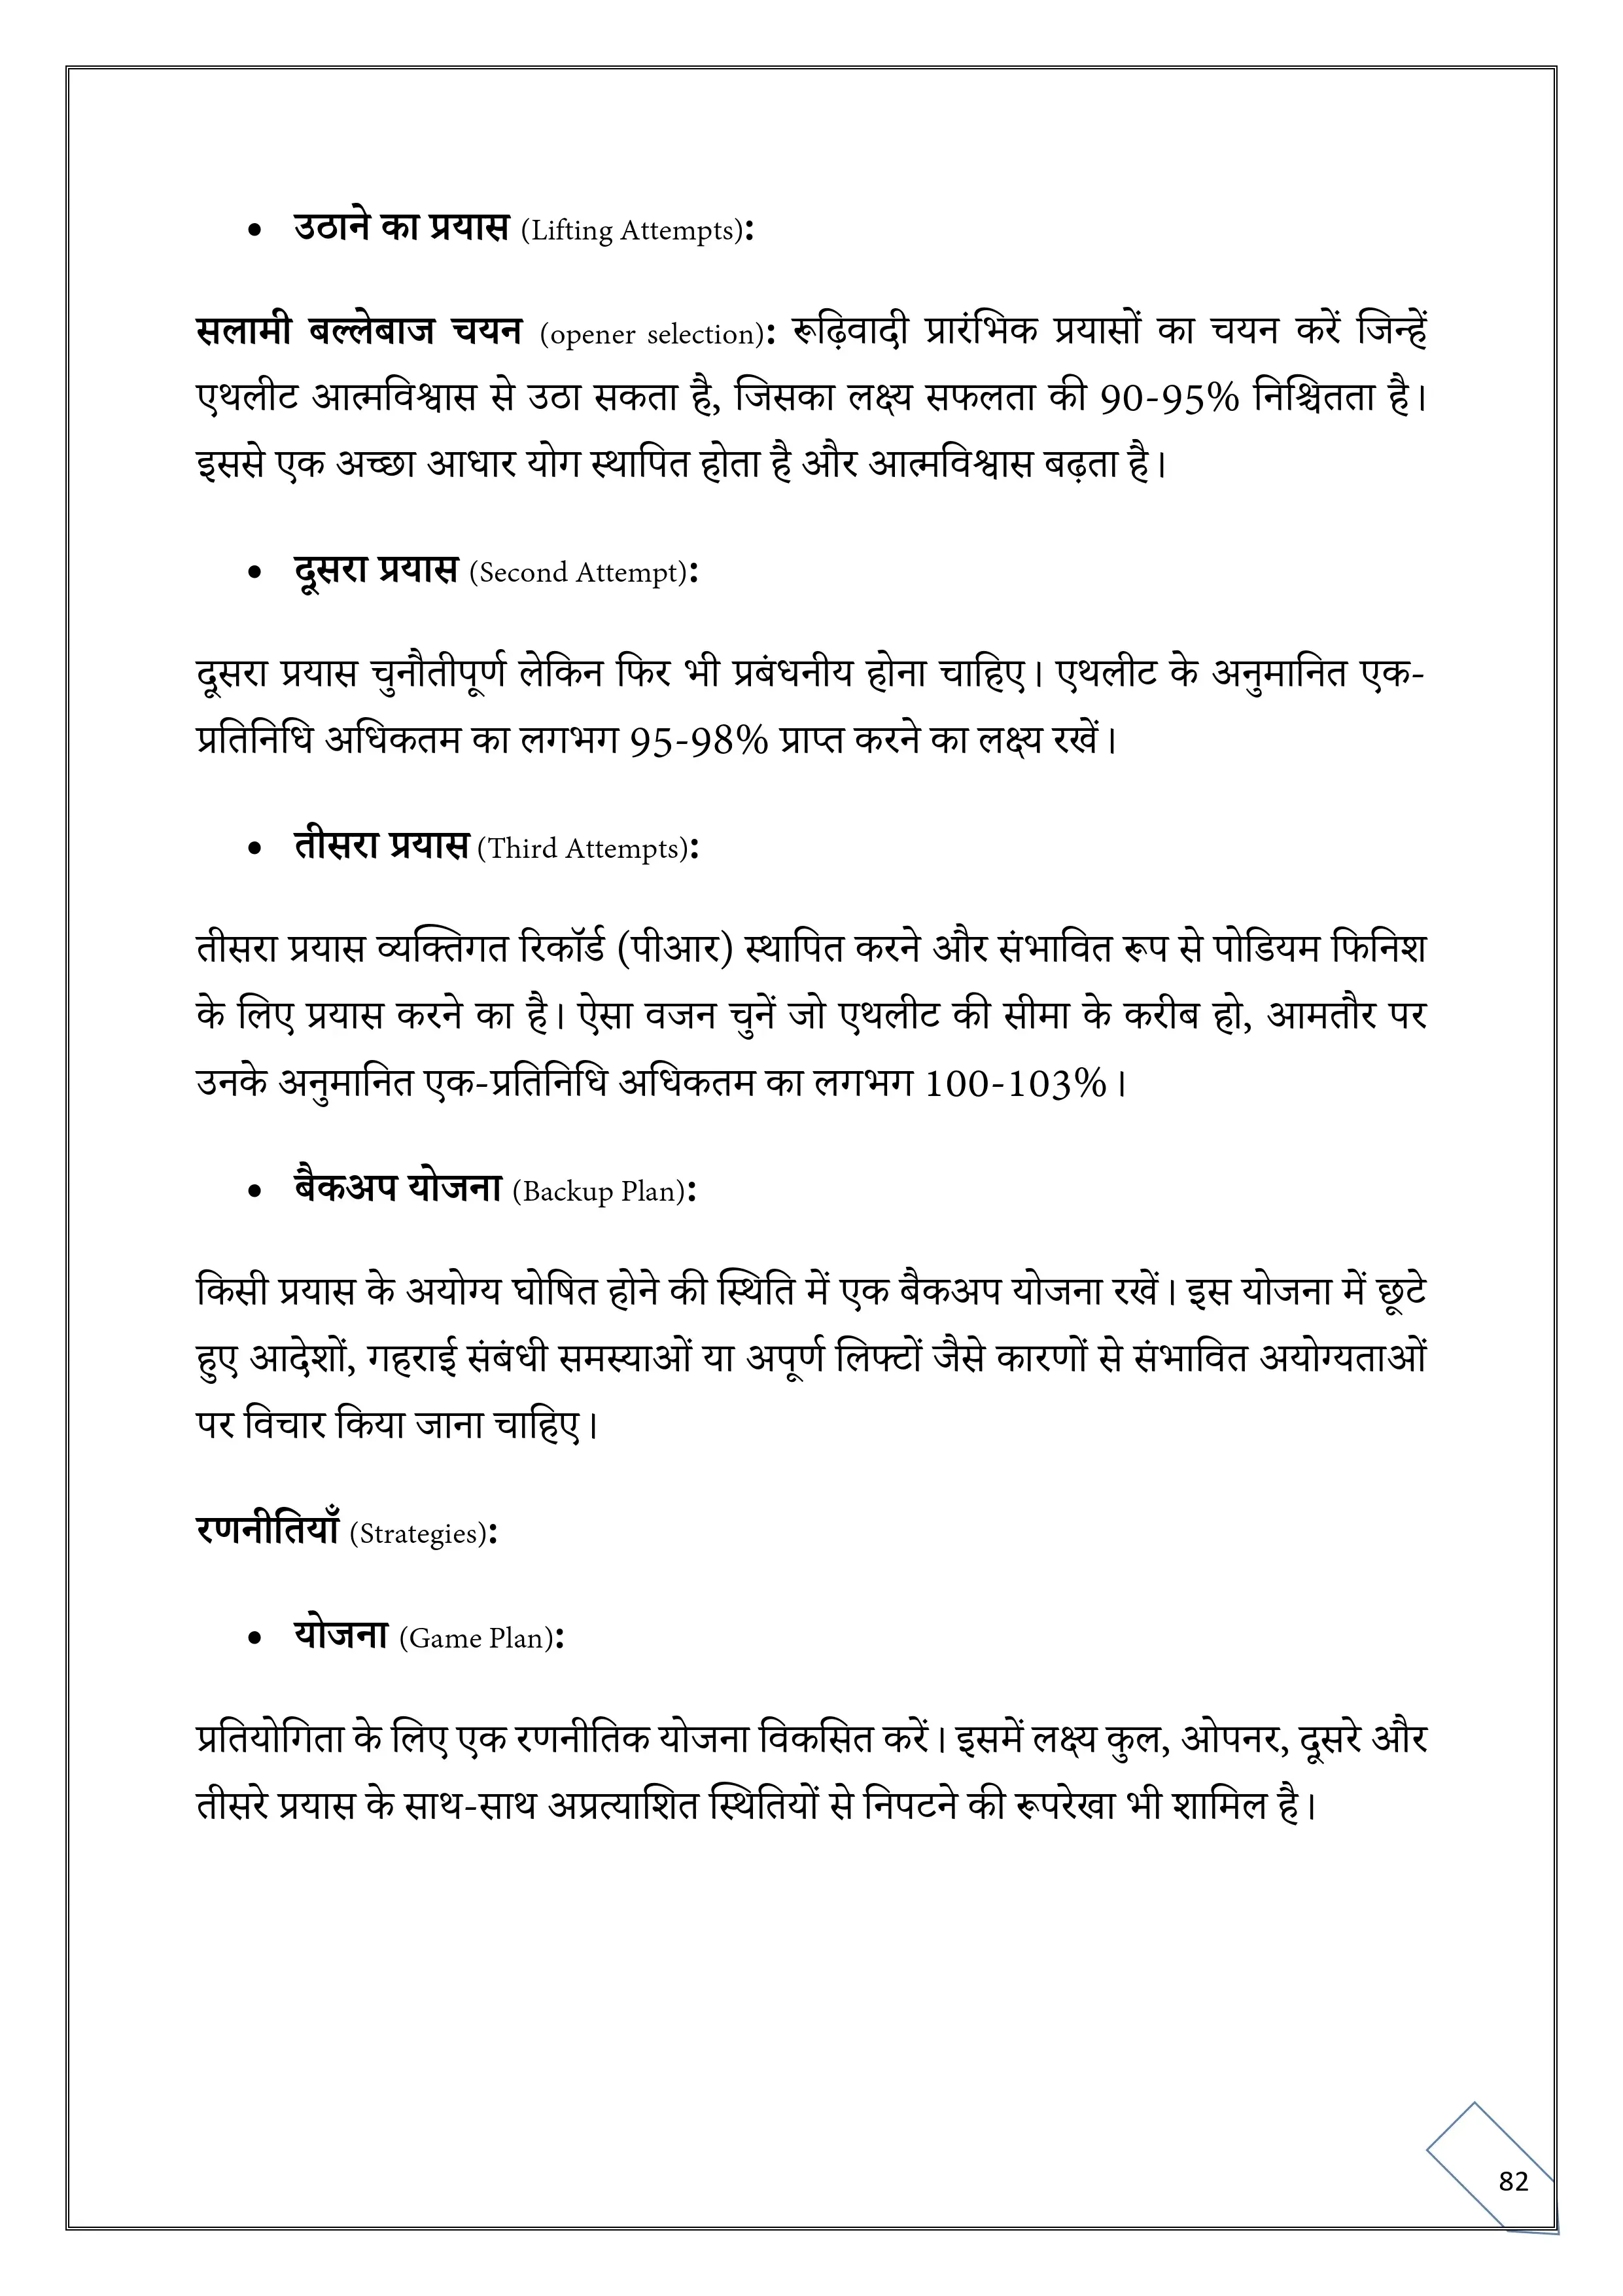 • उठाने का प्रयास (Lifting Attempts):
सलामी बल्लेबाज चयन (opener selection): रूढ़िवादी प्रारंभिक प्रयासों का चयन करें जिन्हें
एथलीट आत्मविश्वास से उठा सकता है, जिसका लक्ष्य सफलता की 90-95% निश्चितता है।
इससे एक अच्छा आधार योग स्थापित होता है और आत्मविश्वास बढ़ता है।
• दूसरा प्रयास (Second Attempt):
दूसरा प्रयास चुनौतीपूर्ण लेकिन फिर भी प्रबंधनीय होना चाहिए। एथलीट के अनुमानित एक-
प्रतिनिधि अधिकतम का लगभग 95-98% प्राप्त करने का लक्ष्य रखें।
• तीसरा प्रयास (Third Attempts):
तीसरा प्रयास व्यक्तिगत रिकॉर्ड (पीआर) स्थापित करने और संभावित रूप से पोडियम फिनिश
के लिए प्रयास करने का है। ऐसा वजन चुनें जो एथलीट की सीमा के करीब हो, आमतौर पर
उनके अनुमानित एक-प्रतिनिधि अधिकतम का लगभग 100-103%।
• बैकअप योजना (Backup Plan):
किसी प्रयास के अयोग्य घोषित होने की स्थिति में एक बैकअप योजना रखें। इस योजना में छूटे
हुए आदेशों, गहराई संबंधी समस्याओं या अपूर्ण लिफ्टों जैसे कारणों से संभावित अयोग्यताओं
पर विचार किया जाना चाहिए।
रणनीतियाँ (Strategies):
• योजना (Game Plan):
प्रतियोगिता के लिए एक रणनीतिक योजना विकसित करें। इसमें लक्ष्य कुल, ओपनर, दूसरे और
तीसरे प्रयास के साथ-साथ अप्रत्याशित स्थितियों से निपटने की रूपरेखा भी शामिल है।
82